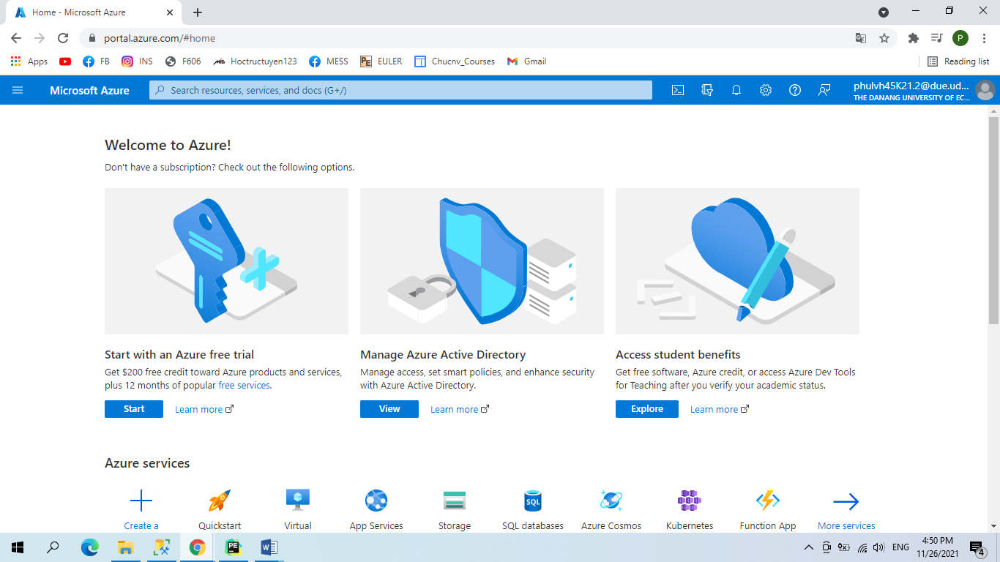 Home - Microsoft Azure
portal.azure.com/#home
P
Apps
FB
INS
F606
Hoctructuyen123
MESS
EULER
Chucnv_Courses
Gmail
Reading list
Microsoft Azure
Search resources, services, and docs (G+/)
phulvh45K21.2@due.ud...
THE DANANG UNIVERSITY OF EC...
Welcome to Azure!
Don't have a subscription? Check out the following options.
Start with an Azure free trial
Get $200 free credit toward Azure products and services,
plus 12 months of popular free services.
Start
Learn more
Manage Azure Active Directory
Manage access, set smart policies, and enhance security
with Azure Active Directory.
View
Learn more
Access student benefits
Get free software, Azure credit, or access Azure Dev Tools
for Teaching after you verify your academic status.
Explore
Learn more
Azure services
SQL
Create a
Quickstart
Virtual
App Services
Storage
SQL databases
Azure Cosmos
Kubernetes
Function App
More services
ENG
4:50 PM
11/26/2021
4